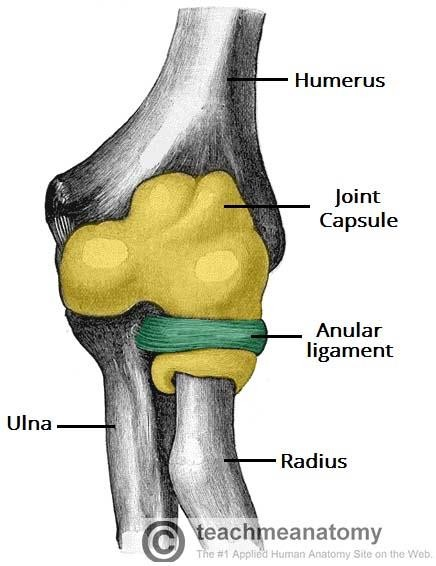 Humerus
Joint
Capsule
Anular
ligament
Ulna
Radius
© teachmeanatomy
The #1 Applied Human Anatomy Site on the Web.